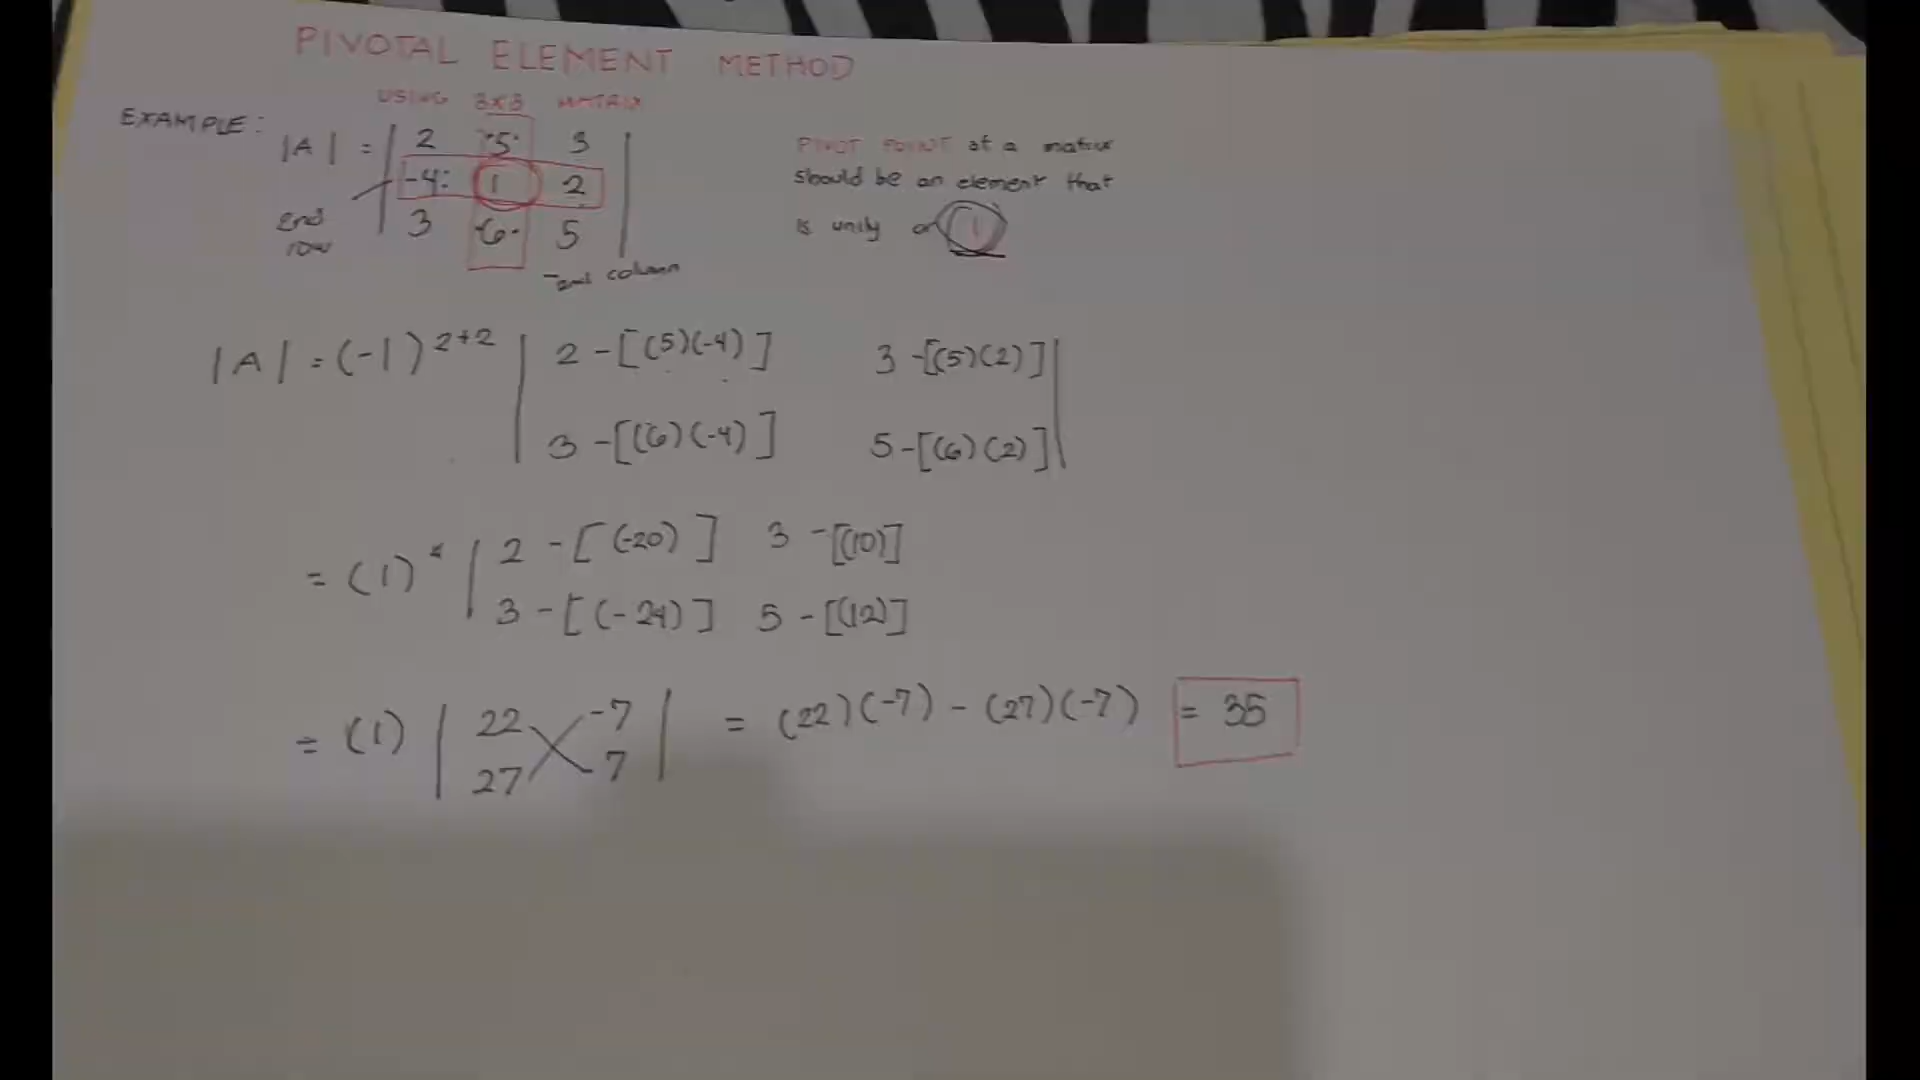 PIVOTAL ELEMENT METHOD
USING 3X3 MATRIX
EXAMPLE:
|A| = | 2 5 3 |
| -4 1 2 |
| 3 6 5 |
2nd row
2nd column
PIVOT POINT of a matrix
should be an element that
is unity or 1
|A| = (-1)^2+2 | 2 -[(5)(-4)] 3 -[(5)(2)] |
| 3 -[(6)(-4)] 5 -[(6)(2)] |
= (1) | 2 -[(-20)] 3 -[(10)]
3 -[(-24)] 5 -[(12)]
= (1) | 22 -7 | = (22)(-7) - (27)(-7) = 35
| 27 -7 |